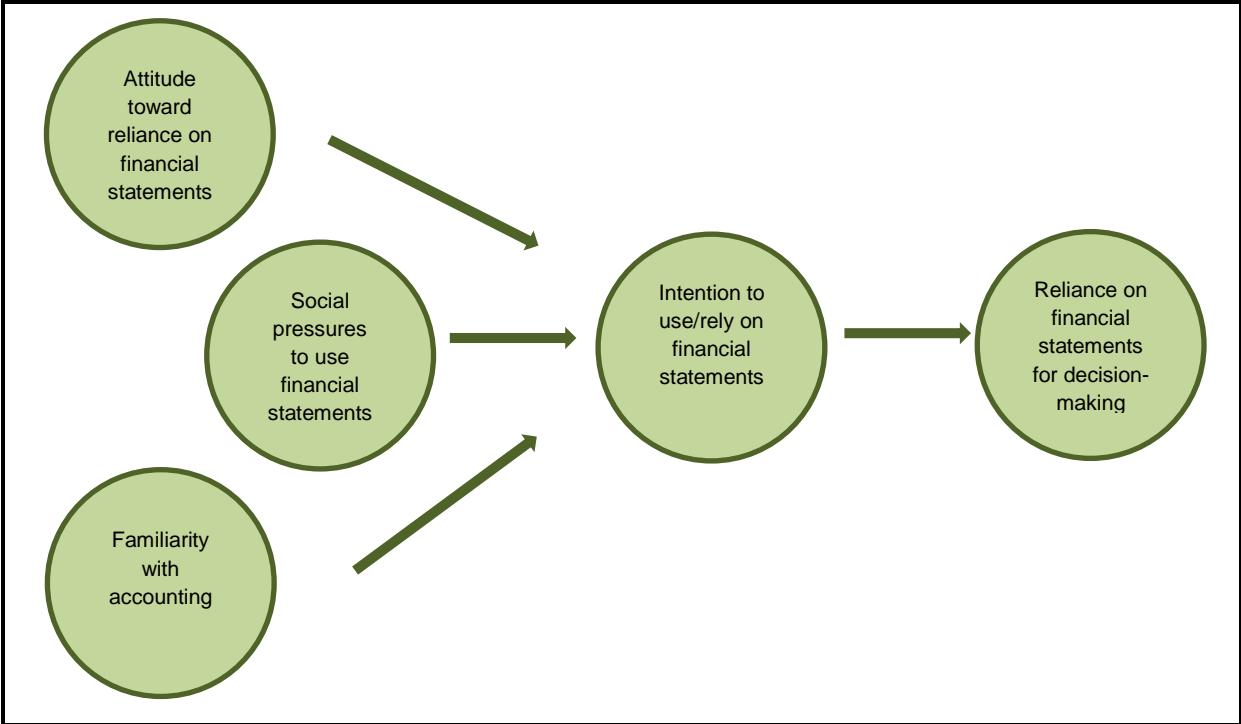 Attitude
toward
reliance on
financial
statements
Social
pressures
to use
financial
statements
Familiarity
with
accounting
Intention to
use/rely on
financial
statements
Reliance on
financial
statements
for decision-
making